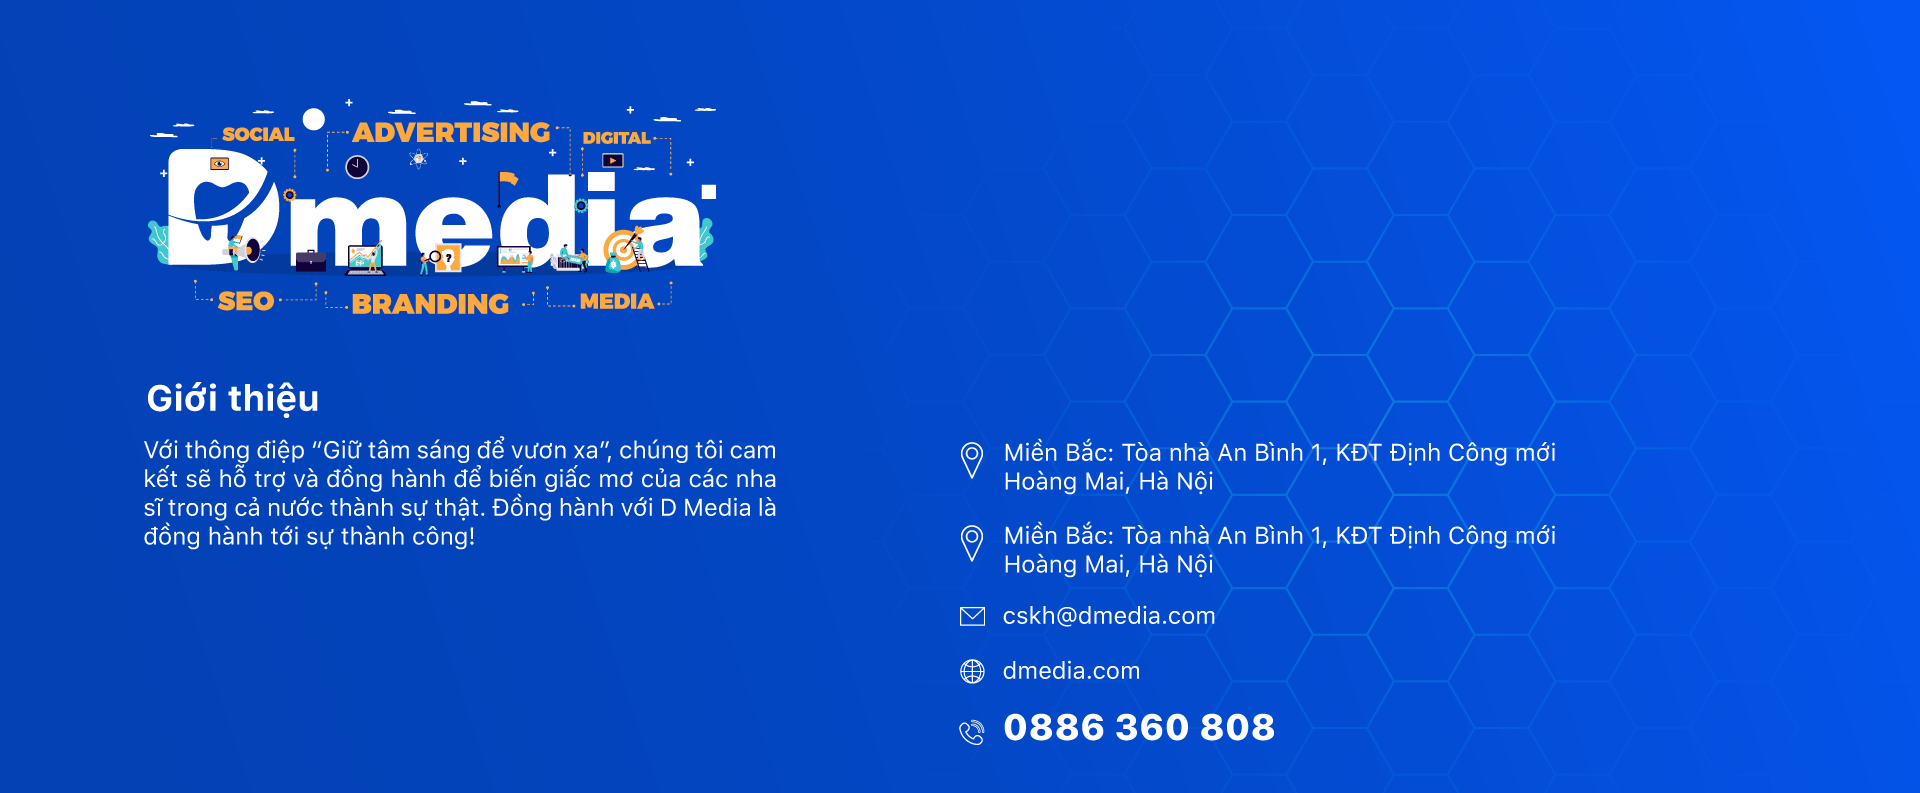 SOCIAL
ADVERTISING
DIGITAL
Dmedia
SEO
BRANDING
MEDIA
Giới thiệu
Với thông điệp “Giữ tâm sáng để vươn xa”, chúng tôi cam
kết sẽ hỗ trợ và đồng hành để biến giấc mơ của các nha
sĩ trong cả nước thành sự thật. Đồng hành với D Media là
đồng hành tới sự thành công!
Miền Bắc: Tòa nhà An Bình 1, KĐT Định Công mới
Hoàng Mai, Hà Nội
Miền Bắc: Tòa nhà An Bình 1, KĐT Định Công mới
Hoàng Mai, Hà Nội
cskh@dmedia.com
dmedia.com
0886 360 808